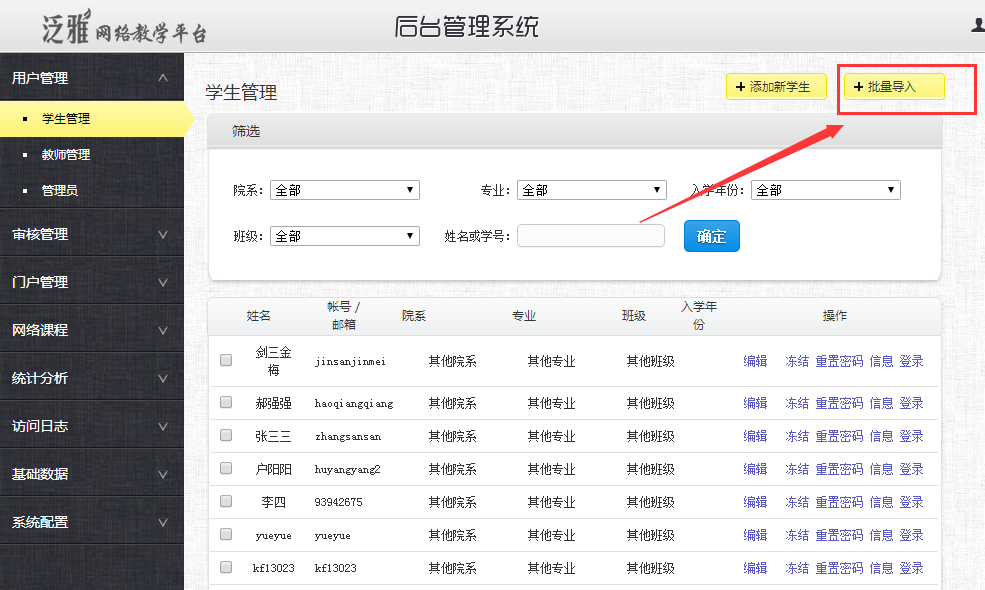 泛雅网络教学平台
后台管理系统
用户管理
学生管理
教师管理
管理员
审核管理
门户管理
网络课程
统计分析
访问日志
基础数据
系统配置
学生管理
+ 添加新学生
+ 批量导入
筛选
院系： 全部 专业： 全部 入学年份： 全部
班级： 全部 姓名或学号： 确定
姓名 帐号 / 邮箱 院系 专业 班级 入学年份 操作
剑三金梅 jinsanjinmei 其他院系 其他专业 其他班级 编辑 冻结 重置密码 信息 登录
郝强强 haoqiangqiang 其他院系 其他专业 其他班级 编辑 冻结 重置密码 信息 登录
张三三 zhangsansan 其他院系 其他专业 其他班级 编辑 冻结 重置密码 信息 登录
户阳阳 huyangyang2 其他院系 其他专业 其他班级 编辑 冻结 重置密码 信息 登录
李四 93942675 其他院系 其他专业 其他班级 编辑 冻结 重置密码 信息 登录
yueyue yueyue 其他院系 其他专业 其他班级 编辑 冻结 重置密码 信息 登录
kf13023 kf13023 其他院系 其他专业 其他班级 编辑 冻结 重置密码 信息 登录